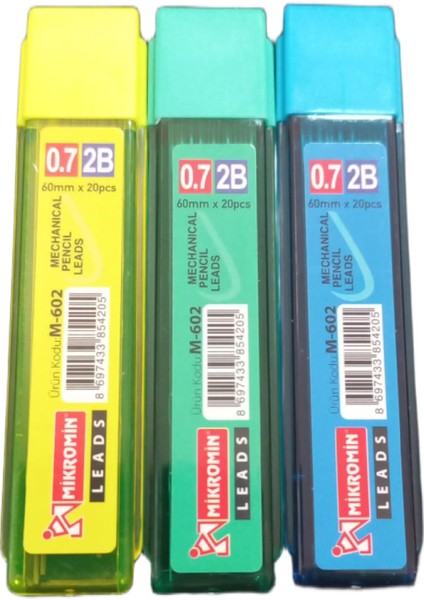 0.7 2B
60mm x 20pcs
MECHANICAL
PENCIL
LEADS
Ürün Kodu:M-602
8 697433 854205
MİKROMİN
LEADS
0.7 2B
60mm x 20pcs
MECHANICAL
PENCIL
LEADS
Ürün Kodu:M-602
8 697433 854205
MİKROMİN
LEADS
0.7 2B
60mm x 20pcs
MECHANICAL
PENCIL
LEADS
Ürün Kodu:M-602
8 697433 854205
MİKROMİN
LEADS